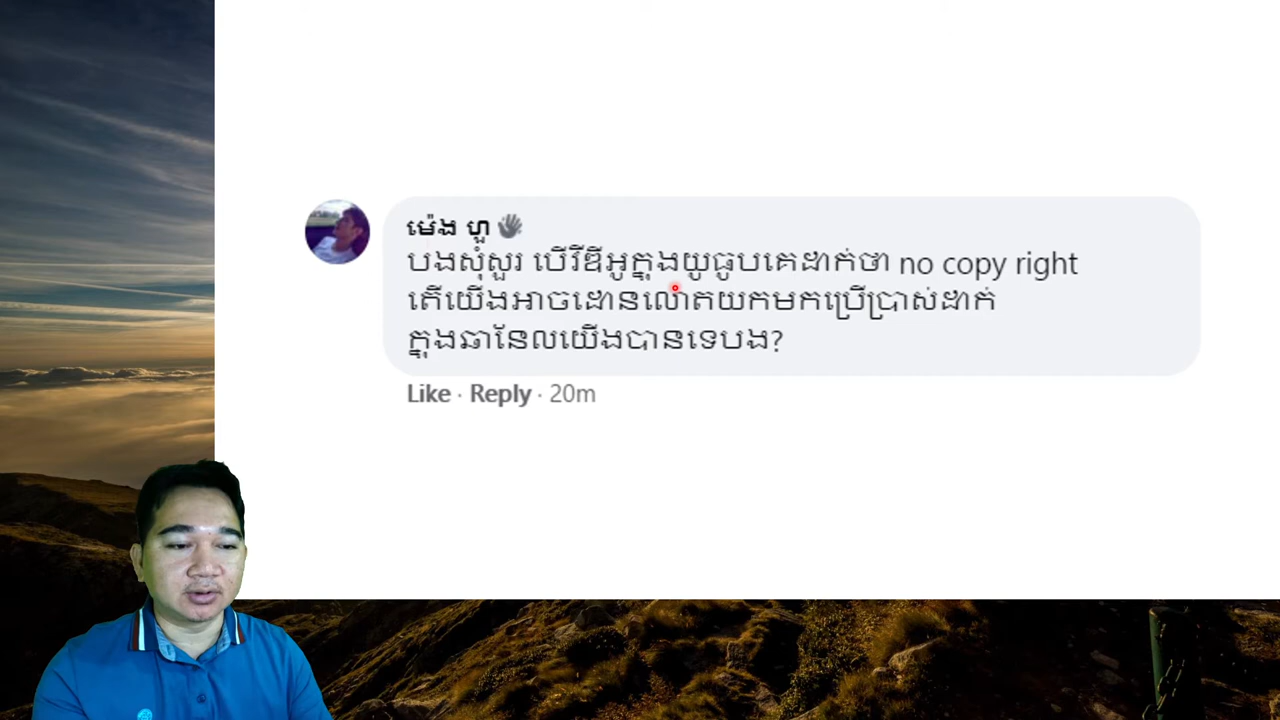 ម៉េង ហួ
បងសុំសួរ បើវីឌីអូក្នុងយូធូបគេដាក់ថា no copy right
តើយើងអាចដោនលោតយកមកប្រើប្រាស់ដាក់
ក្នុងឆានែលយើងបានទេបង?
Like · Reply · 20m